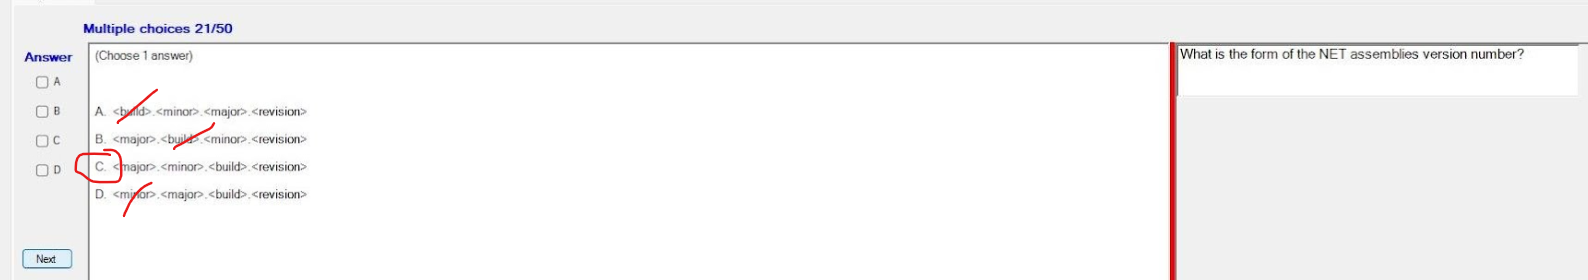 Multiple choices 21/50
Answer
(Choose 1 answer)
What is the form of the NET assemblies version number?
A
B
C
D
A. <build>.<minor>.<major>.<revision>
B. <major>.<build>.<minor>.<revision>
C. <major>.<minor>.<build>.<revision>
D. <minor>.<major>.<build>.<revision>
Next